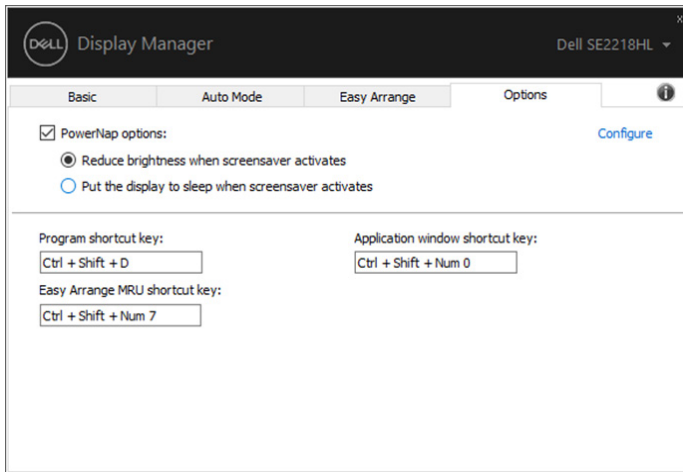 x
DELL Display Manager
Dell SE2218HL
Basic Auto Mode Easy Arrange Options i
PowerNap options: Configure
Reduce brightness when screensaver activates
Put the display to sleep when screensaver activates
Program shortcut key: Application window shortcut key:
Ctrl + Shift + D Ctrl + Shift + Num 0
Easy Arrange MRU shortcut key:
Ctrl + Shift + Num 7